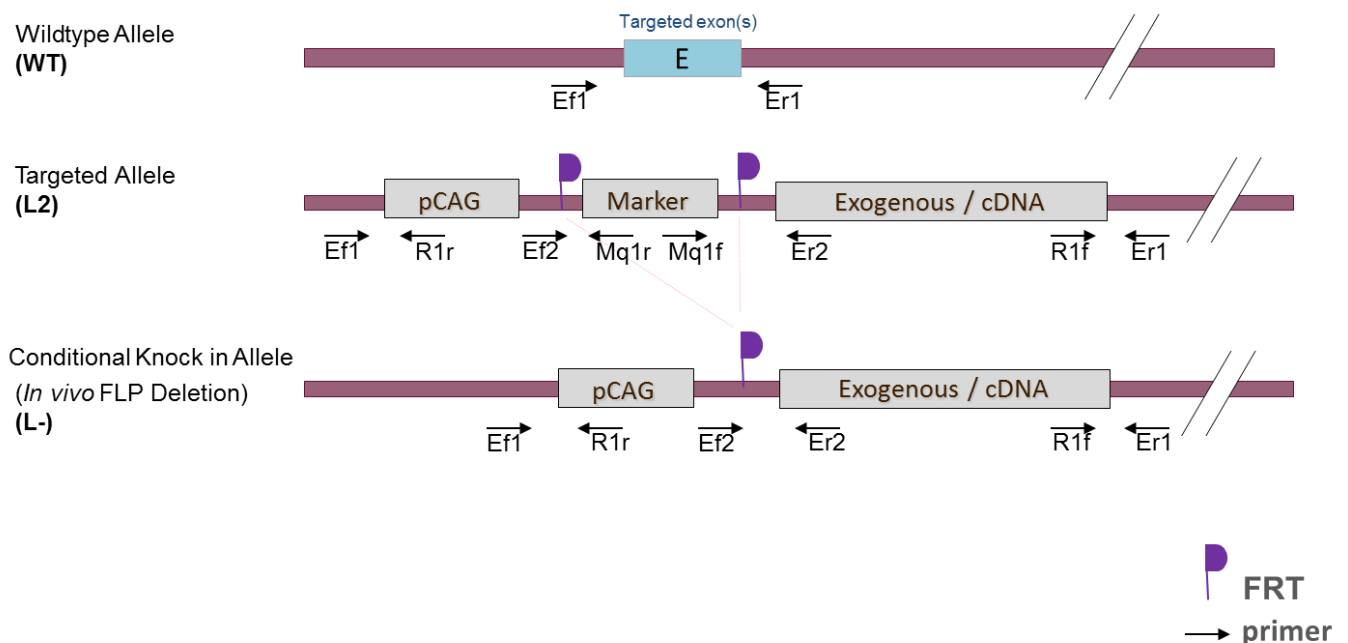 Wildtype Allele
(WT)
Targeted exon(s)
E
Ef1
Er1
Targeted Allele
(L2)
pCAG
Marker
Exogenous / cDNA
Ef1
R1r
Ef2
Mq1r
Mq1f
Er2
R1f
Er1
Conditional Knock in Allele
(In vivo FLP Deletion)
(L-)
pCAG
Exogenous / cDNA
Ef1
R1r
Ef2
Er2
R1f
Er1
FRT
primer